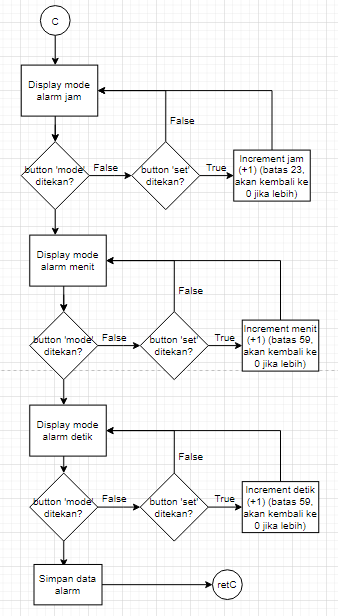 C
Display mode
alarm jam
False
button 'mode'
ditekan?
False
button 'set'
ditekan?
True
Increment jam
(+1) (batas 23,
akan kembali ke
0 jika lebih)
Display mode
alarm menit
False
button 'mode'
ditekan?
False
button 'set'
ditekan?
True
Increment menit
(+1) (batas 59,
akan kembali ke
0 jika lebih)
Display mode
alarm detik
False
button 'mode'
ditekan?
False
button 'set'
ditekan?
True
Increment detik
(+1) (batas 59,
akan kembali ke
0 jika lebih)
Simpan data
alarm
retC